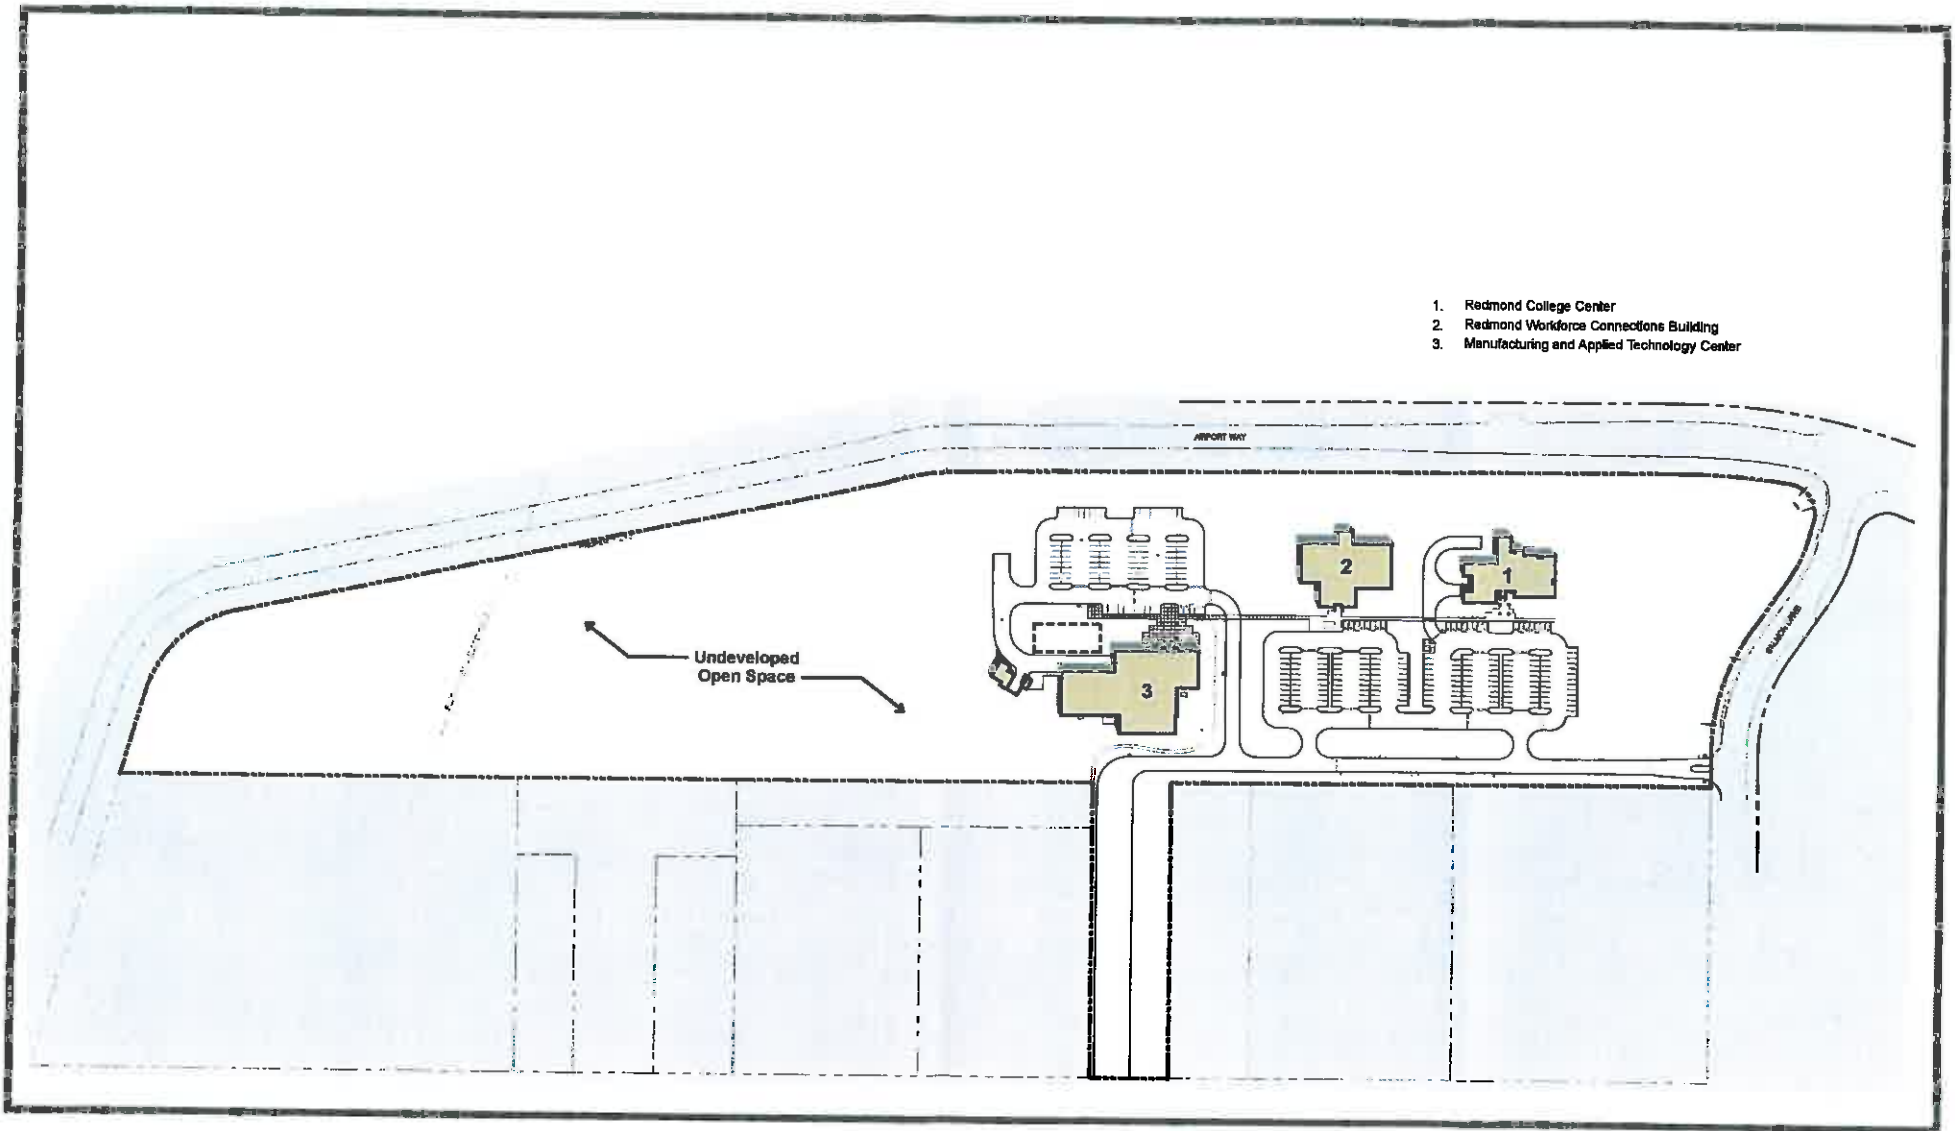 1. Redmond College Center
2. Redmond Workforce Connections Building
3. Manufacturing and Applied Technology Center
AIRPORT WAY
2
1
Undeveloped
Open Space
3